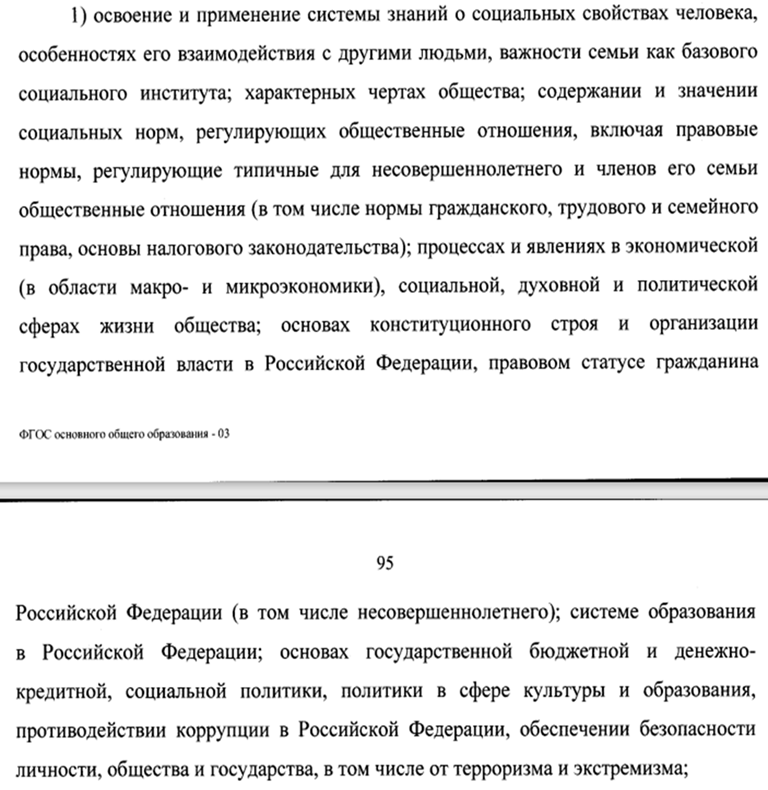 1) освоение и применение системы знаний о социальных свойствах человека,
особенностях его взаимодействия с другими людьми, важности семьи как базового
социального института; характерных чертах общества; содержании и значении
социальных норм, регулирующих общественные отношения, включая правовые
нормы, регулирующие типичные для несовершеннолетнего и членов его семьи
общественные отношения (в том числе нормы гражданского, трудового и семейного
права, основы налогового законодательства); процессах и явлениях в экономической
(в области макро- и микроэкономики), социальной, духовной и политической
сферах жизни общества; основах конституционного строя и организации
государственной власти в Российской Федерации, правовом статусе гражданина
ФГОС основного общего образования - 03
95
Российской Федерации (в том числе несовершеннолетнего); системе образования
в Российской Федерации; основах государственной бюджетной и денежно-
кредитной, социальной политики, политики в сфере культуры и образования,
противодействии коррупции в Российской Федерации, обеспечении безопасности
личности, общества и государства, в том числе от терроризма и экстремизма;